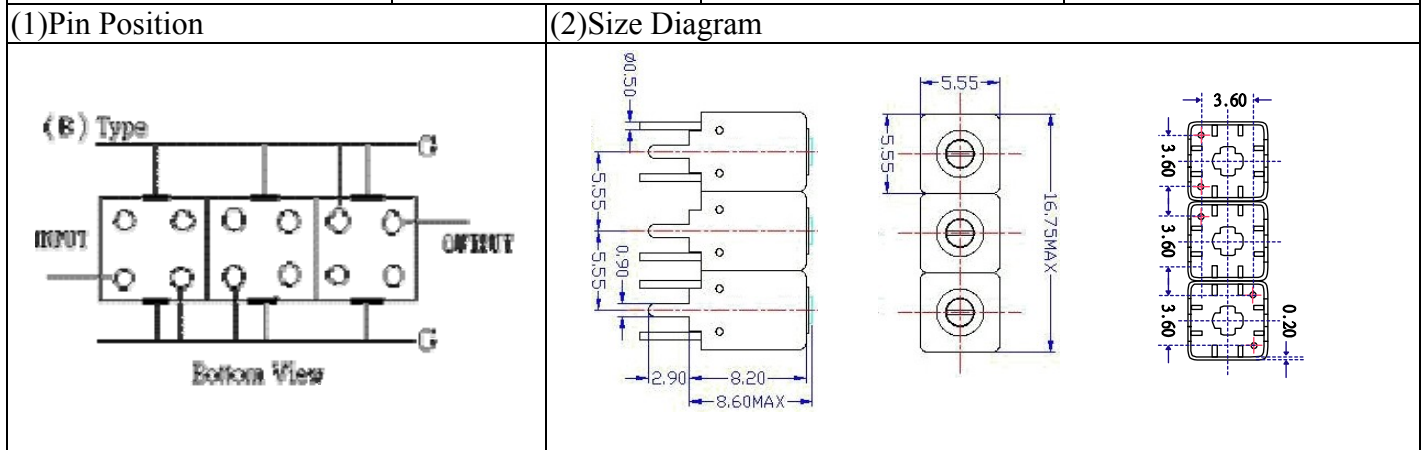 (1)Pin Position
(2)Size Diagram
(B) Type
G
INPUT
OUTPUT
G
Bottom View
ø0.50
5.55
5.55
0.90
2.90
8.20
8.60MAX
5.55
5.55
16.75MAX
3.60
3.60
3.60
3.60
0.20